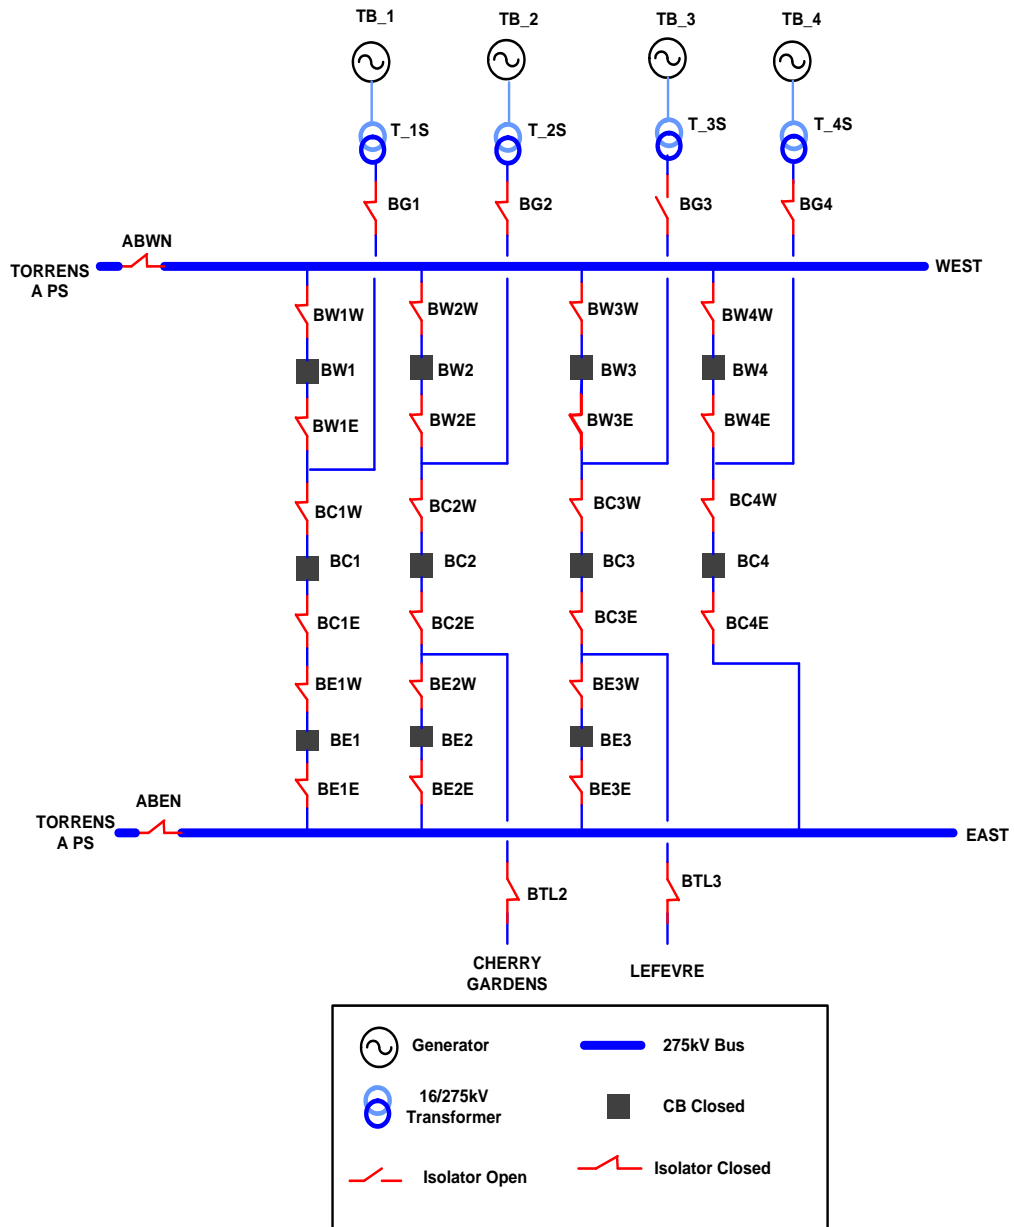 TB_1
TB_2
TB_3
TB_4
T_1S
T_2S
T_3S
T_4S
BG1
BG2
BG3
BG4
ABWN
TORRENS
A PS
WEST
BW1W
BW2W
BW3W
BW4W
BW1
BW2
BW3
BW4
BW1E
BW2E
BW3E
BW4E
BC1W
BC2W
BC3W
BC4W
BC1
BC2
BC3
BC4
BC1E
BC2E
BC3E
BC4E
BE1W
BE2W
BE3W
BE1
BE2
BE3
BE1E
BE2E
BE3E
ABEN
TORRENS
A PS
EAST
BTL2
BTL3
CHERRY
GARDENS
LEFEVRE
Generator
275kV Bus
16/275kV
Transformer
CB Closed
Isolator Open
Isolator Closed